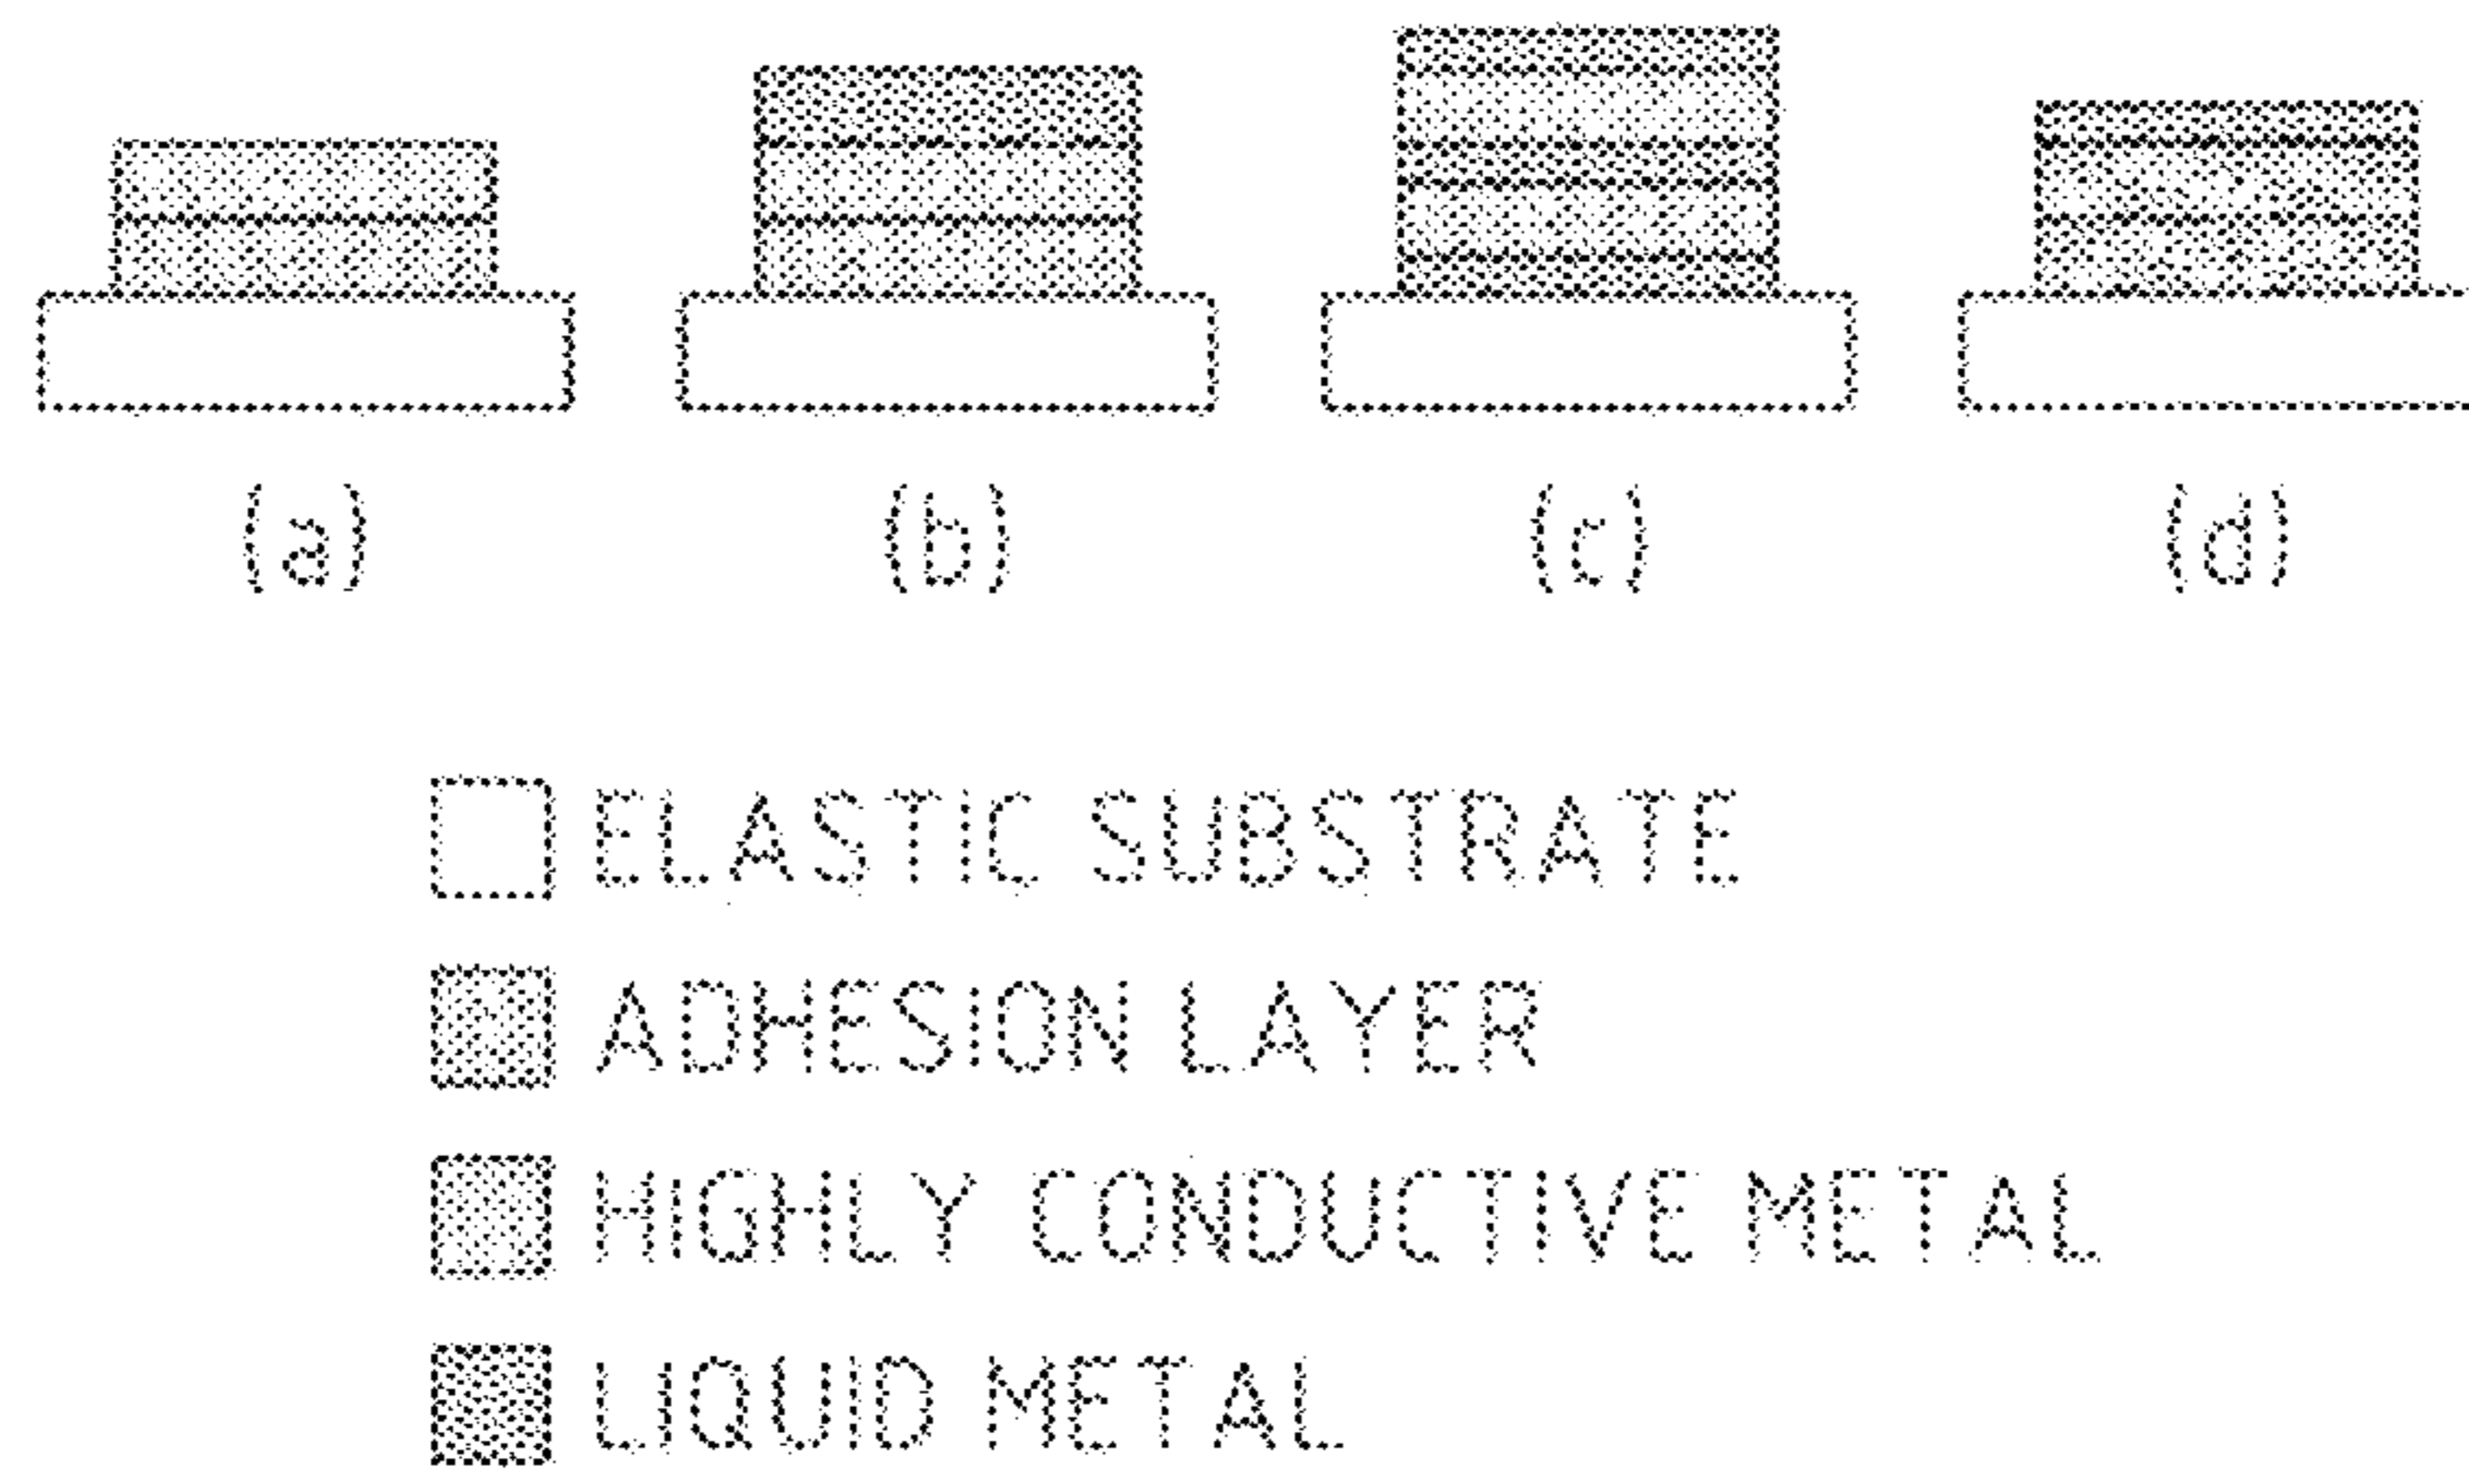 (a) (b) (c) (d)
ELASTIC SUBSTRATE
ADHESION LAYER
HIGHLY CONDUCTIVE METAL
LIQUID METAL